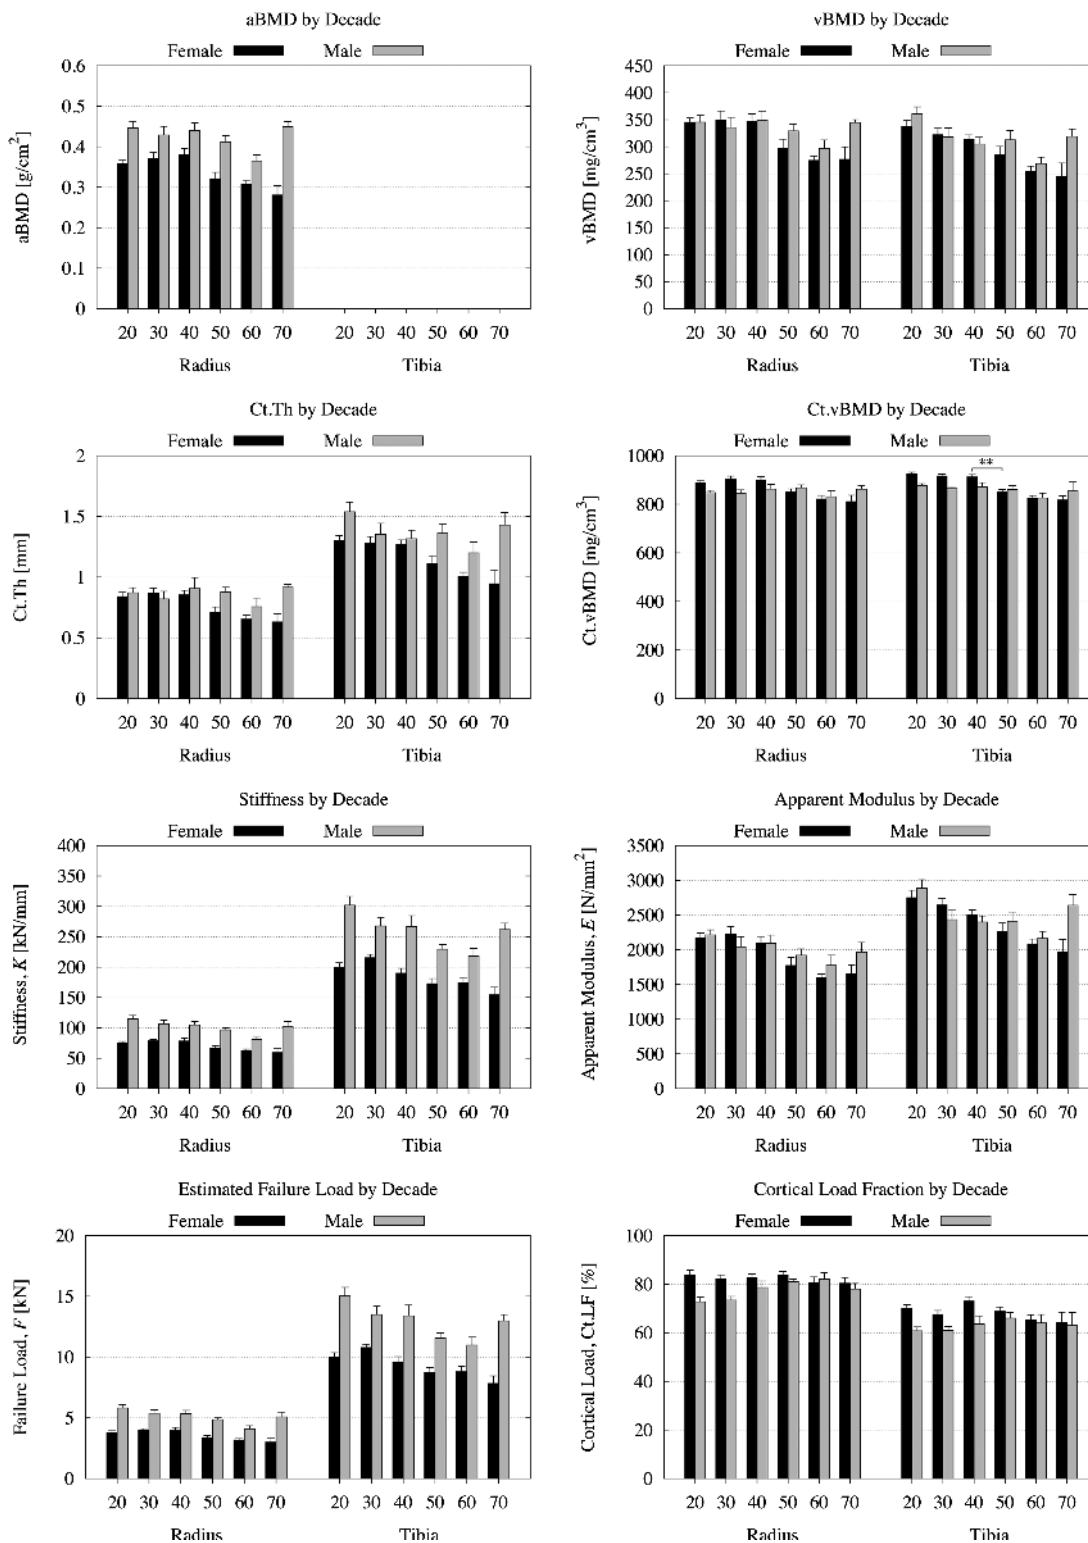 aBMD by Decade
Female Male
aBMD [g/cm2]
0.6
0.5
0.4
0.3
0.2
0.1
0
20 30 40 50 60 70 20 30 40 50 60 70
Radius Tibia
vBMD by Decade
Female Male
vBMD [mg/cm3]
450
400
350
300
250
200
150
100
50
0
20 30 40 50 60 70 20 30 40 50 60 70
Radius Tibia
Ct.Th by Decade
Female Male
Ct.Th [mm]
2
1.5
1
0.5
0
20 30 40 50 60 70 20 30 40 50 60 70
Radius Tibia
Ct.vBMD by Decade
Female Male
Ct.vBMD [mg/cm3]
1000
800
600
400
200
0
**
20 30 40 50 60 70 20 30 40 50 60 70
Radius Tibia
Stiffness by Decade
Female Male
Stiffness, K [kN/mm]
400
350
300
250
200
150
100
50
0
20 30 40 50 60 70 20 30 40 50 60 70
Radius Tibia
Apparent Modulus by Decade
Female Male
Apparent Modulus, E [N/mm2]
3500
3000
2500
2000
1500
1000
500
0
20 30 40 50 60 70 20 30 40 50 60 70
Radius Tibia
Estimated Failure Load by Decade
Female Male
Failure Load, F [kN]
20
15
10
5
0
20 30 40 50 60 70 20 30 40 50 60 70
Radius Tibia
Cortical Load Fraction by Decade
Female Male
Cortical Load, Ct.LF [%]
100
80
60
40
20
0
20 30 40 50 60 70 20 30 40 50 60 70
Radius Tibia